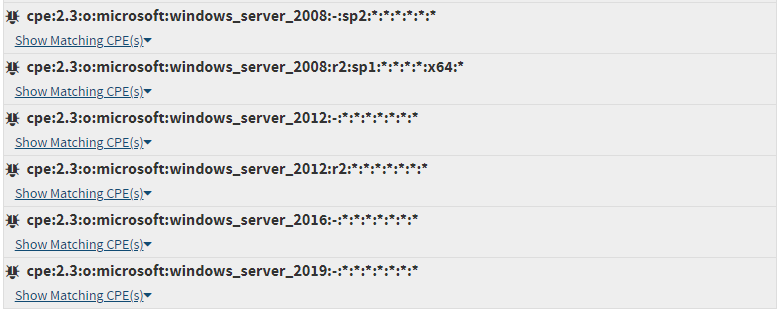 cpe:2.3:o:microsoft:windows_server_2008:-:sp2:*:*:*:*:*:*
Show Matching CPE(s)
cpe:2.3:o:microsoft:windows_server_2008:r2:sp1:*:*:*:*:x64:*
Show Matching CPE(s)
cpe:2.3:o:microsoft:windows_server_2012:-:*:*:*:*:*:*:*
Show Matching CPE(s)
cpe:2.3:o:microsoft:windows_server_2012:r2:*:*:*:*:*:*:*
Show Matching CPE(s)
cpe:2.3:o:microsoft:windows_server_2016:-:*:*:*:*:*:*:*
Show Matching CPE(s)
cpe:2.3:o:microsoft:windows_server_2019:-:*:*:*:*:*:*:*
Show Matching CPE(s)